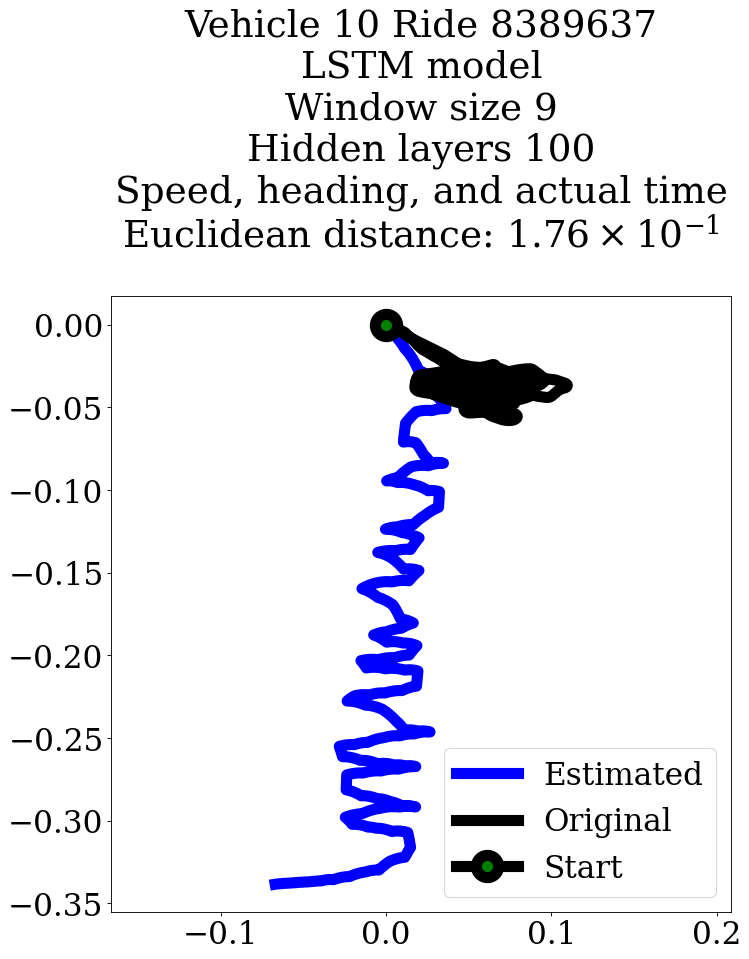 Vehicle 10 Ride 8389637
LSTM model
Window size 9
Hidden layers 100
Speed, heading, and actual time
Euclidean distance: 1.76 × 10⁻¹
0.00
−0.05
−0.10
−0.15
−0.20
−0.25
−0.30
−0.35
Estimated
Original
Start
−0.1 0.0 0.1 0.2